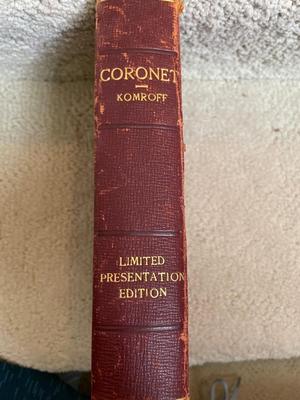 CORONET
KOMROFF
LIMITED
PRESENTATION
EDITION